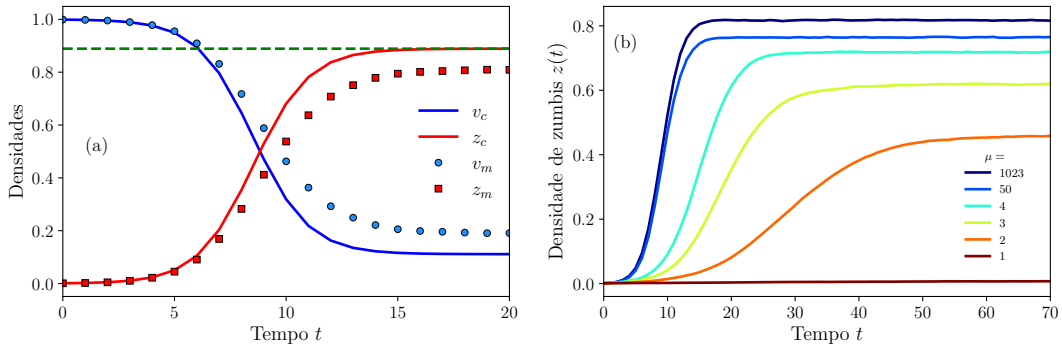 Densidades
1.0
0.8
0.6
0.4
0.2
0.0
(a)
v_c
z_c
v_m
z_m
0
5
10
15
20
Tempo t
Densidade de zumbis z(t)
0.8
0.6
0.4
0.2
0.0
(b)
μ =
1023
50
4
3
2
1
0
10
20
30
40
50
60
70
Tempo t